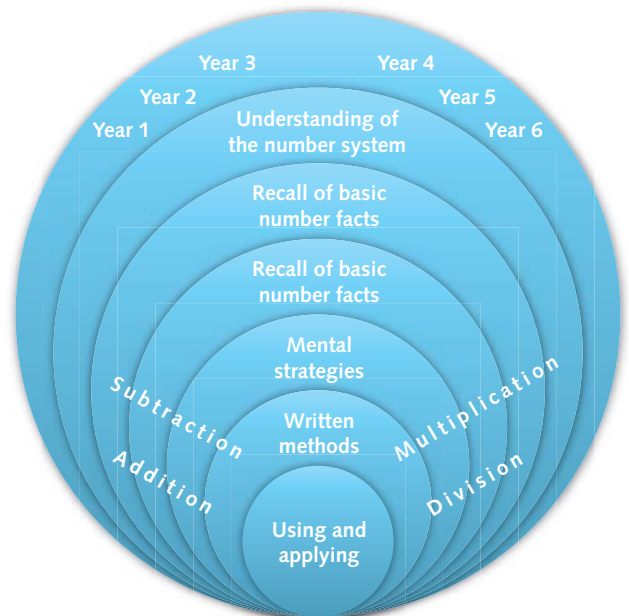 Year 3
Year 4
Year 2
Year 5
Year 1
Year 6
Understanding of
the number system
Recall of basic
number facts
Recall of basic
number facts
Mental
strategies
Subtraction
Multiplication
Written
methods
Addition
Division
Using and
applying